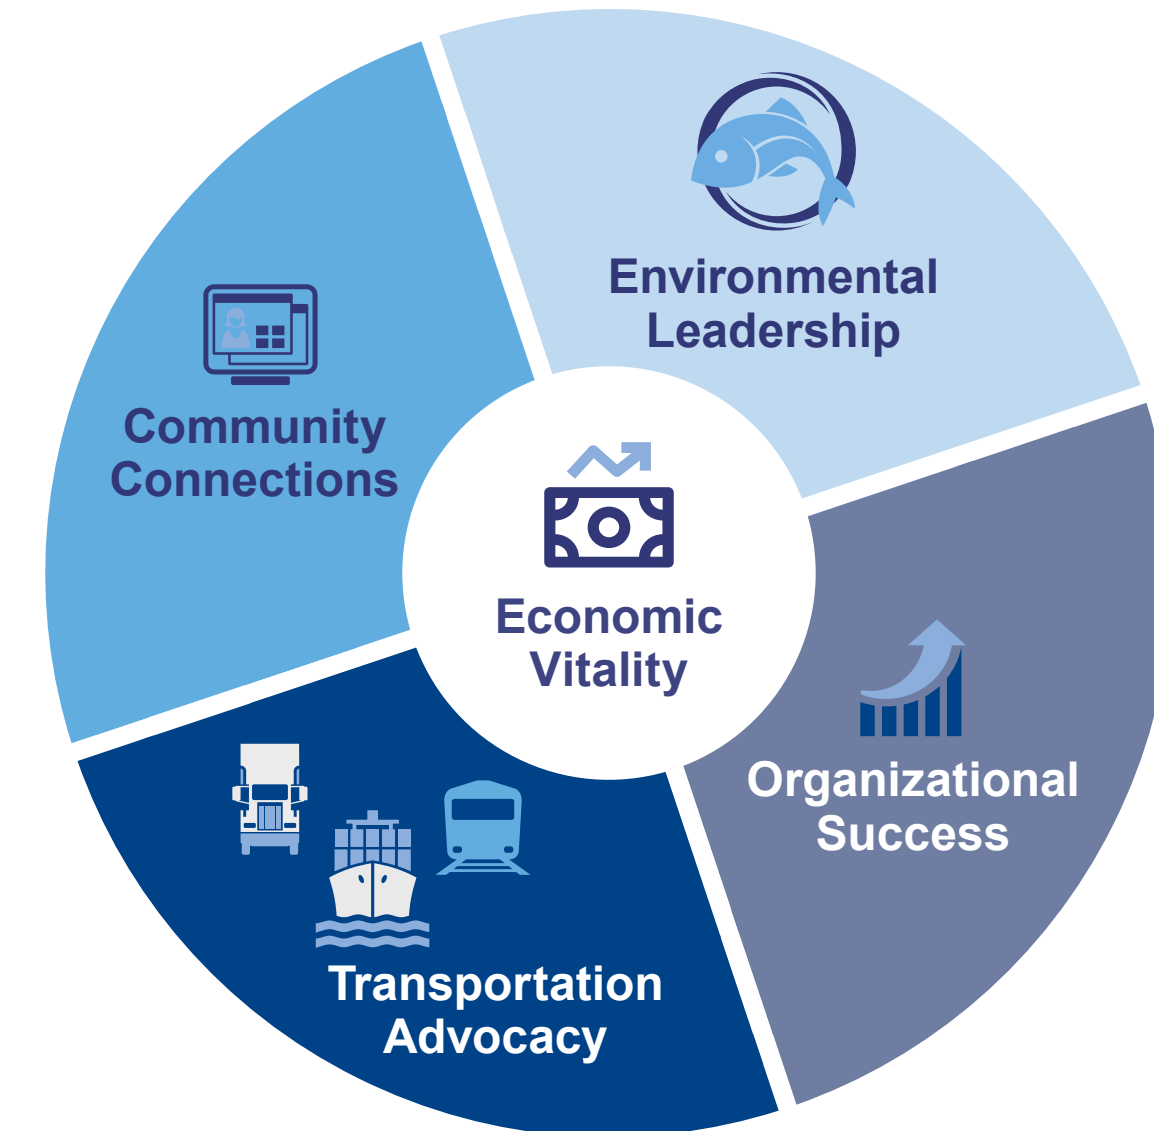 Environmental
Leadership
Community
Connections
Economic
Vitality
Organizational
Success
Transportation
Advocacy